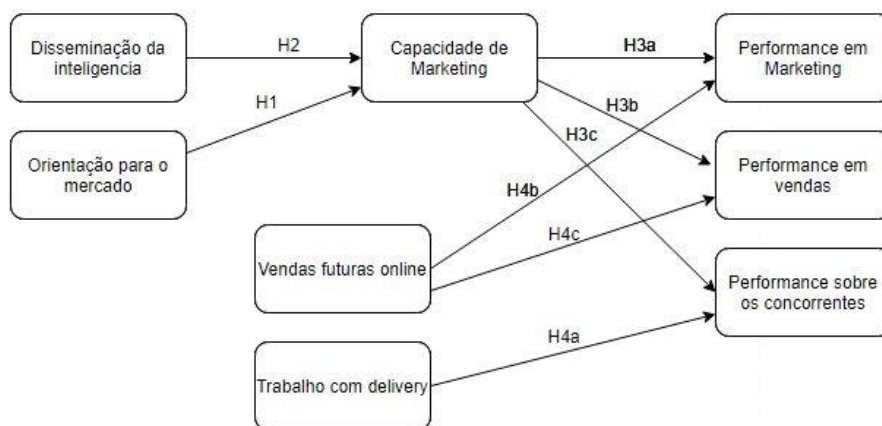 Disseminação da
inteligencia
H2
Capacidade de
Marketing
H3a
Performance em
Marketing
H1
H3b
H3c
Orientação para o
mercado
Performance em
vendas
H4b
H4c
Vendas futuras online
Performance sobre
os concorrentes
H4a
Trabalho com delivery